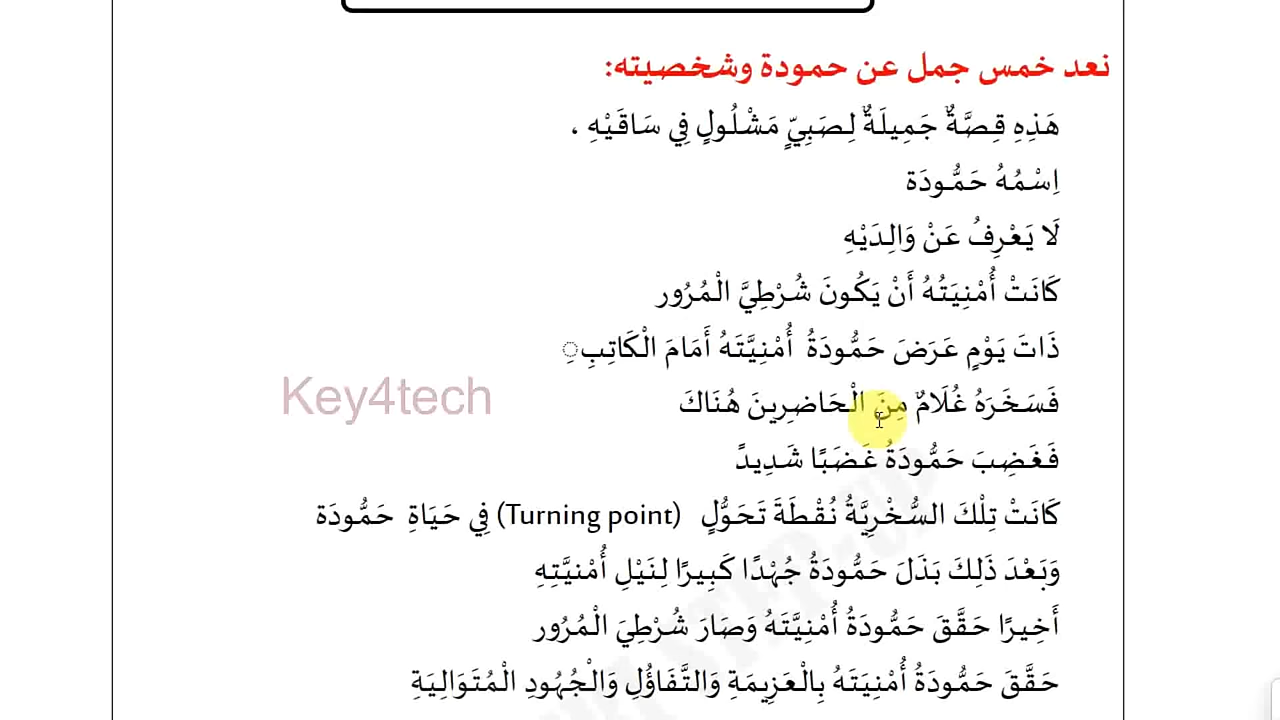 نعد خمس جمل عن حمودة وشخصيته:
هَذِهِ قِصَّةٌ جَمِيلَةٌ لِصَبِيٍّ مَشْلُولٍ فِي سَاقَيْهِ ،
اِسْمُهُ حَمُّودَة
لَا يَعْرِفُ عَنْ وَالِدَيْهِ
كَانَتْ أُمْنِيَتُهُ أَنْ يَكُونَ شُرْطِيَّ الْمُرُور
ذَاتَ يَوْمٍ عَرَضَ حَمُّودَةُ أُمْنِيَّتَهُ أَمَامَ الْكَاتِبِِ
Key4tech
فَسَخَرَهُ غُلَامٌ مِنَ الْحَاضِرِينَ هُنَاكَ
فَغَضِبَ حَمُّودَةُ غَضَبًا شَدِيدً
كَانَتْ تِلْكَ السُّخْرِيَّةُ نُقْطَةَ تَحَوُّلٍ (Turning point) فِي حَيَاةِ حَمُّودَة
وَبَعْدَ ذَلِكَ بَذَلَ حَمُّودَةُ جُهْدًا كَبِيرًا لِنَيْلِ أُمْنيَّتِهِ
أَخِيرًا حَقَّقَ حَمُّودَةُ أُمْنِيَّتَهُ وَصَارَ شُرْطِيَ الْمُرُور
حَقَّقَ حَمُّودَةُ أُمْنِيَتَهُ بِالْعَزِيمَةِ وَالتَّفَاؤُلِ وَالْجُهُودِ الْمُتَوَالِيَةِ